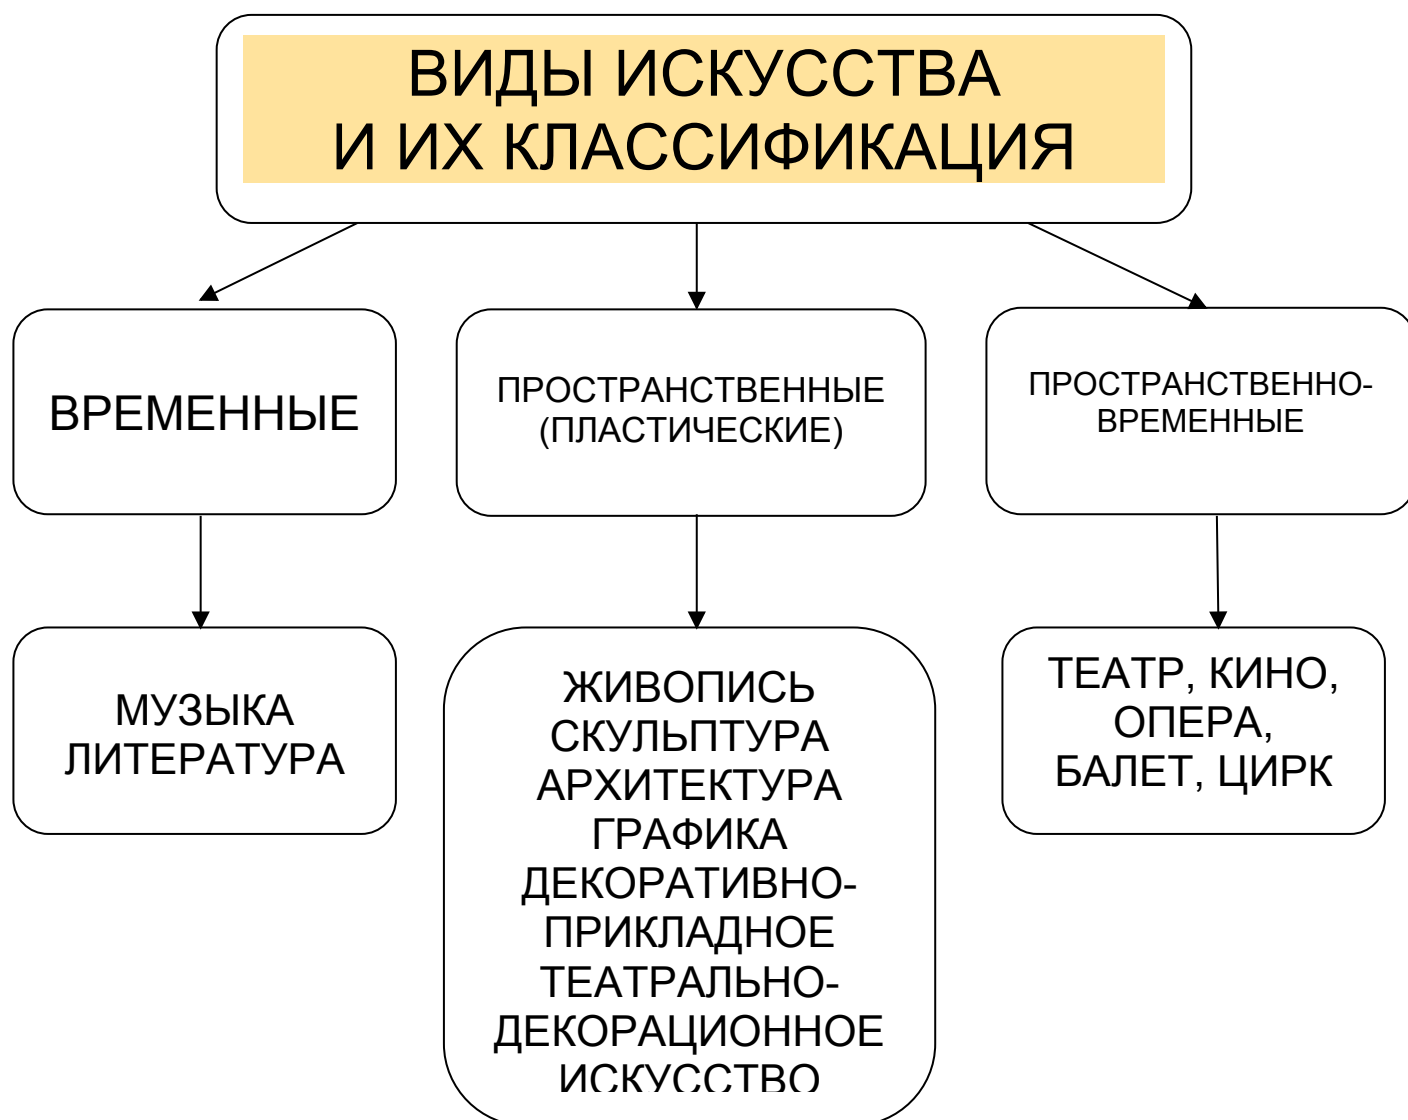 ВИДЫ ИСКУССТВА
И ИХ КЛАССИФИКАЦИЯ
ВРЕМЕННЫЕ
ПРОСТРАНСТВЕННЫЕ
(ПЛАСТИЧЕСКИЕ)
ПРОСТРАНСТВЕННО-
ВРЕМЕННЫЕ
МУЗЫКА
ЛИТЕРАТУРА
ЖИВОПИСЬ
СКУЛЬПТУРА
АРХИТЕКТУРА
ГРАФИКА
ДЕКОРАТИВНО-
ПРИКЛАДНОЕ
ТЕАТРАЛЬНО-
ДЕКОРАЦИОННОЕ
ИСКУССТВО
ТЕАТР, КИНО,
ОПЕРА,
БАЛЕТ, ЦИРК